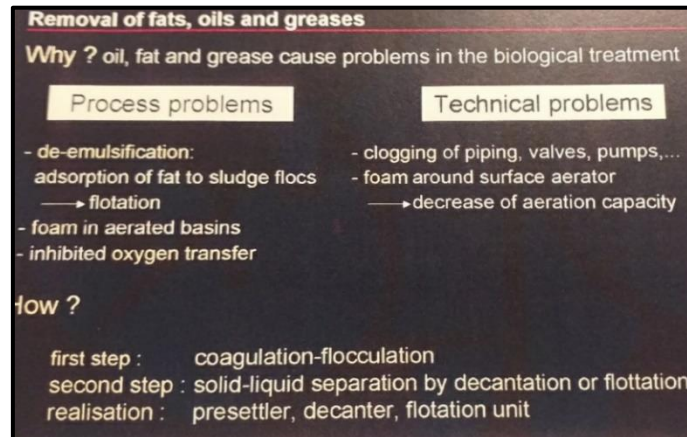 Removal of fats, oils and greases
Why ? oil, fat and grease cause problems in the biological treatment
Process problems
- de-emulsification:
adsorption of fat to sludge flocs
→ flotation
- foam in aerated basins
- inhibited oxygen transfer
Technical problems
- clogging of piping, valves, pumps,...
- foam around surface aerator
→ decrease of aeration capacity
How ?
first step : coagulation-flocculation
second step : solid-liquid separation by decantation or flottation
realisation : presettler, decanter, flotation unit